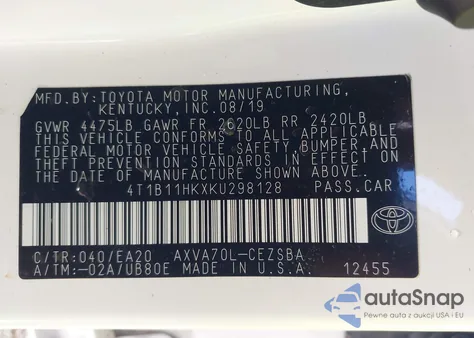 MFD.BY:TOYOTA MOTOR MANUFACTURING,
KENTUCKY, INC.08/19
GVWR 4475LB GAWR FR 2620LB RR 2420LB
THIS VEHICLE CONFORMS TO ALL APPLICABLE
FEDERAL MOTOR VEHICLE SAFETY, BUMPER, AND
THEFT PREVENTION STANDARDS IN EFFECT ON
THE DATE OF MANUFACTURE SHOWN ABOVE.
4T1B11HKXKU298128 PASS.CAR
C/TR:040/EA20 AXVA70L-CEZSBA
A/TM:-02A/UB80E MADE IN U.S.A. 12455
TOYOTA
autoSnap
Pewne auta z aukcji USA i EU